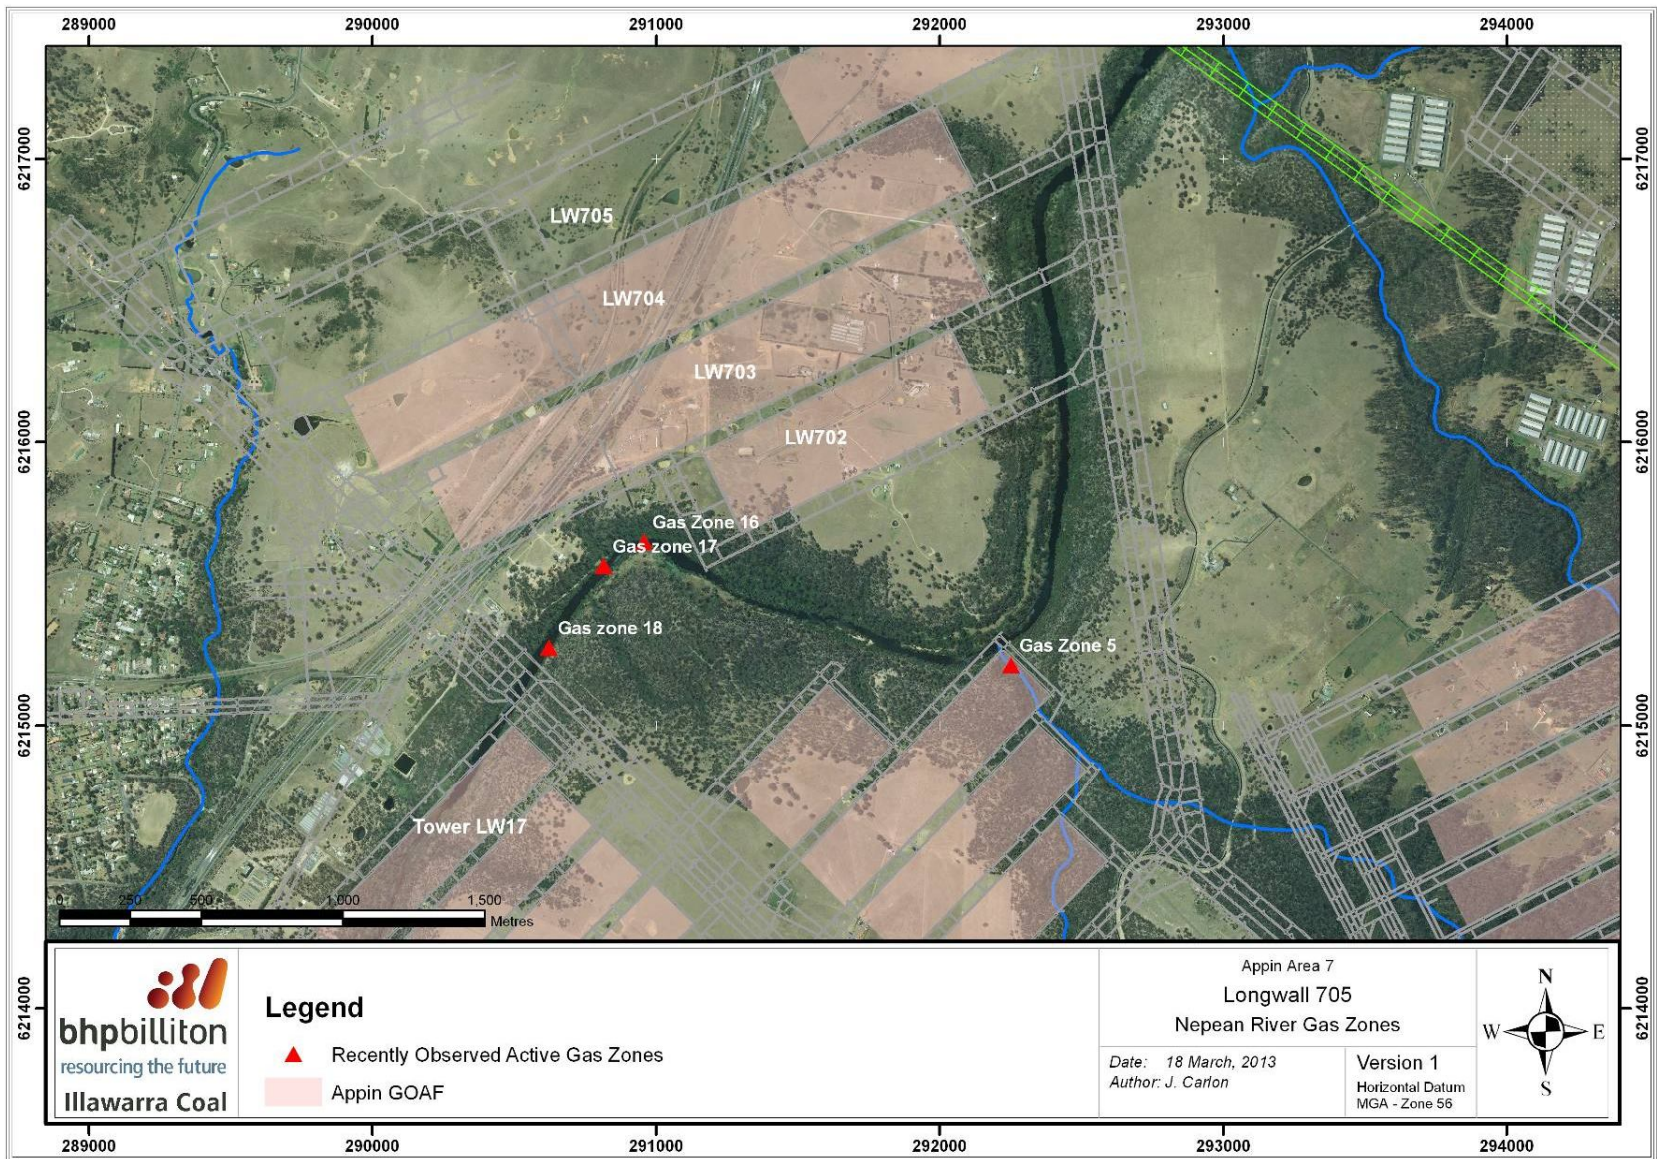 289000 290000 291000 292000 293000 294000
6217000
6216000
6215000
6214000
6217000
6216000
6215000
6214000
LW705
LW704
LW703
LW702
Gas Zone 16
Gas zone 17
Gas zone 18
Gas Zone 5
Tower LW17
0 250 500 1,000 1,500
Metres
bhpbilliton
resourcing the future
Illawarra Coal
Legend
Recently Observed Active Gas Zones
Appin GOAF
Appin Area 7
Longwall 705
Nepean River Gas Zones
Date: 18 March, 2013
Author: J. Carlon
Version 1
Horizontal Datum
MGA - Zone 56
N
W E
S
289000 290000 291000 292000 293000 294000